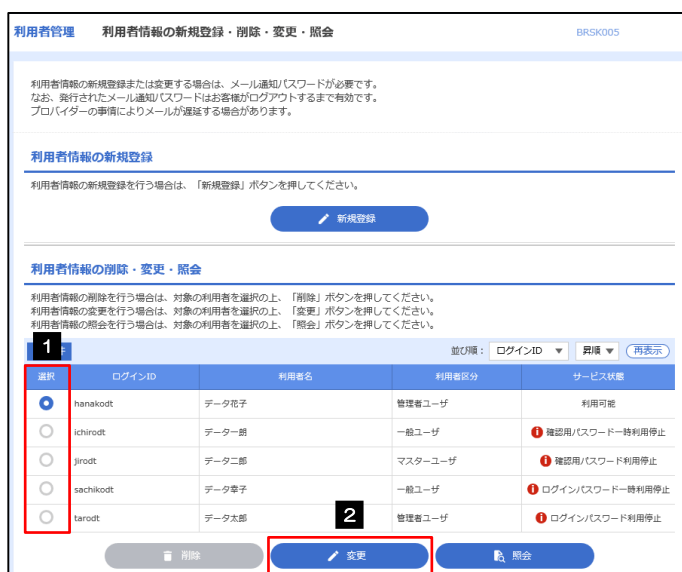 利用者管理 利用者情報の新規登録・削除・変更・照会 BRSK005
利用者情報の新規登録または変更する場合は、メール通知パスワードが必要です。
なお、発行されたメール通知パスワードはお客様がログアウトするまで有効です。
プロバイダーの事情によりメールが遅延する場合があります。
利用者情報の新規登録
利用者情報の新規登録を行う場合は、「新規登録」ボタンを押してください。
新規登録
利用者情報の削除・変更・照会
利用者情報の削除を行う場合は、対象の利用者を選択の上、「削除」ボタンを押してください。
利用者情報の変更を行う場合は、対象の利用者を選択の上、「変更」ボタンを押してください。
利用者情報の照会を行う場合は、対象の利用者を選択の上、「照会」ボタンを押してください。
1 件 並び順： ログインID ▼ 昇順 ▼ 再表示
選択 ログインID 利用者名 利用者区分 サービス状態
hanakodt データ花子 管理者ユーザ 利用可能
ichirodt データ一朗 一般ユーザ 確認用パスワード一時利用停止
jirodt データ二郎 マスターユーザ 確認用パスワード利用停止
sachikodt データ幸子 一般ユーザ ログインパスワード一時利用停止
tarodt データ太郎 管理者ユーザ ログインパスワード利用停止
2
削除 変更 照会